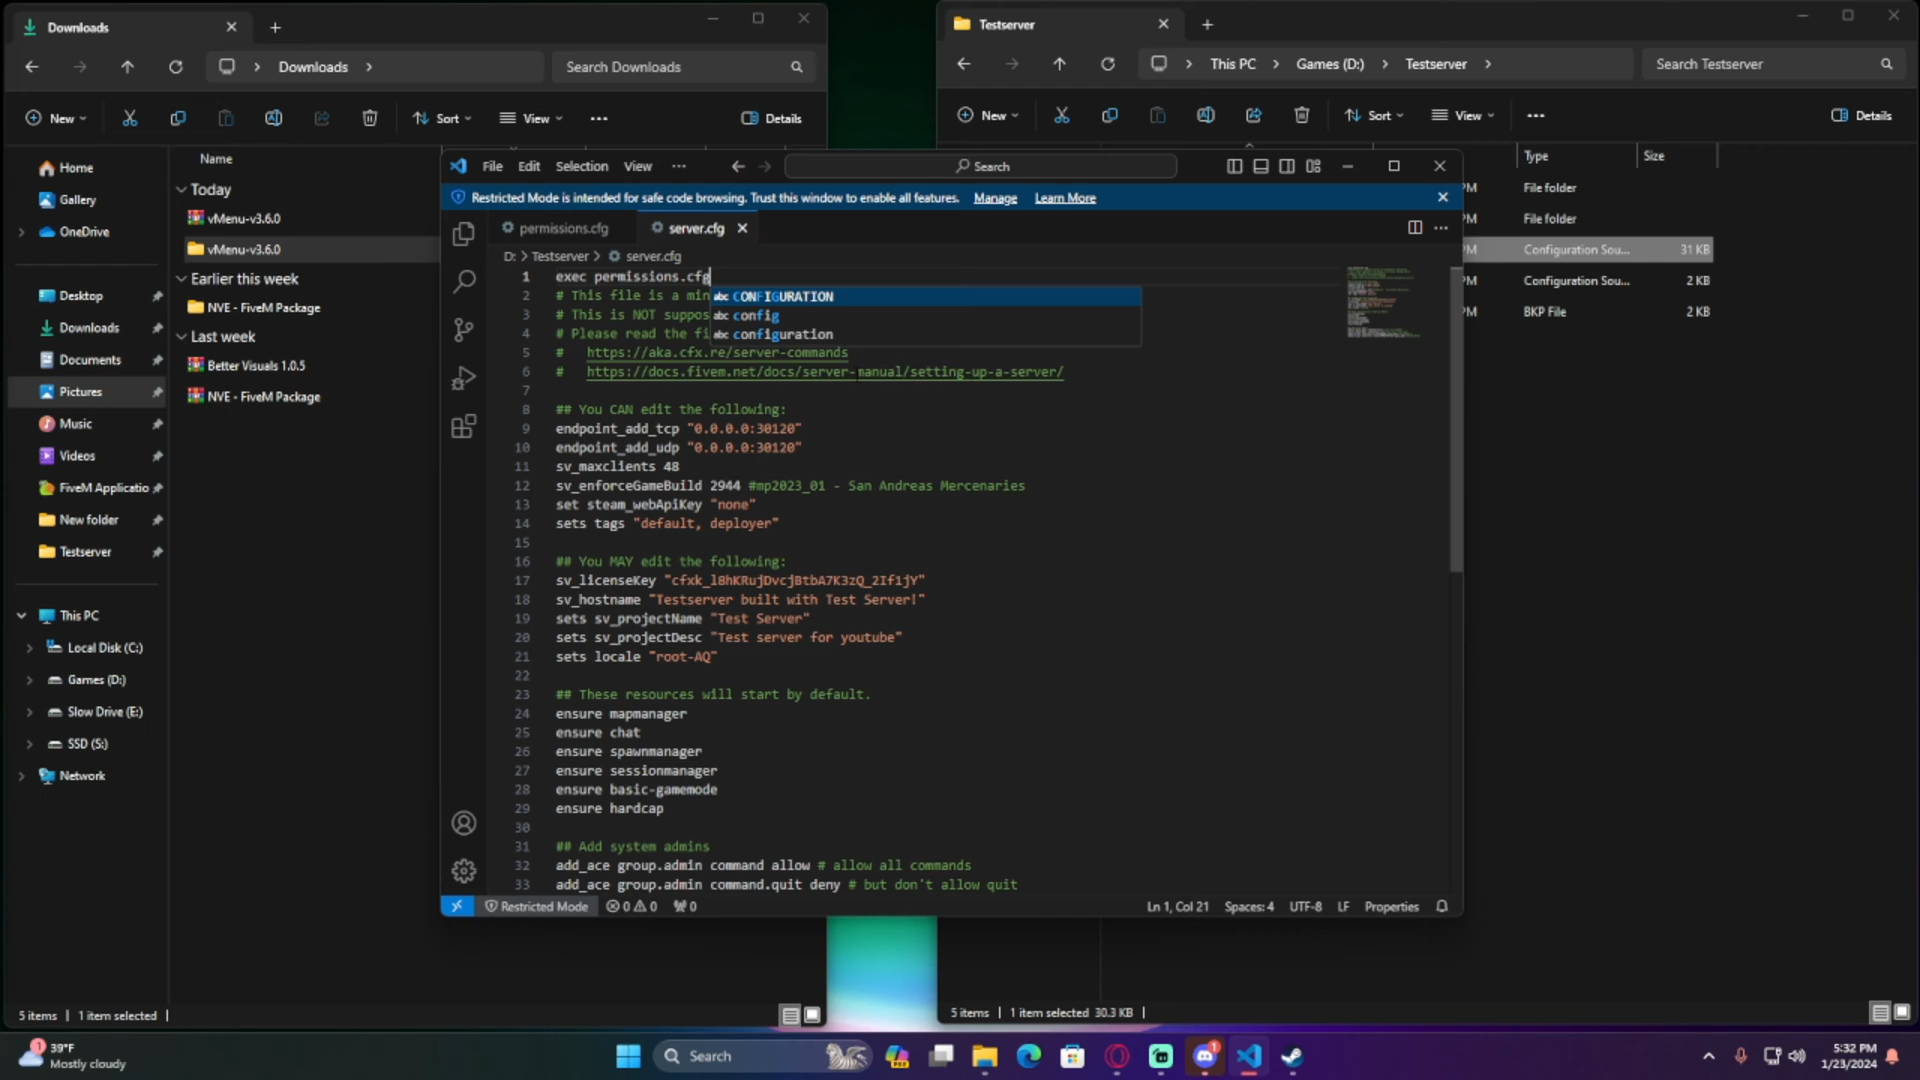 Downloads
Downloads
Search Downloads
New
Sort
View
Details
Home
Gallery
OneDrive
Desktop
Downloads
Documents
Pictures
Music
Videos
FiveM Applicatio
New folder
Testserver
This PC
Local Disk (C:)
Games (D:)
Slow Drive (E:)
SSD (S:)
Network
Name
Today
vMenu-v3.6.0
vMenu-v3.6.0
Earlier this week
NVE - FiveM Package
Last week
Better Visuals 1.0.5
NVE - FiveM Package
5 items
1 item selected
Testserver
This PC
Games (D:)
Testserver
Search Testserver
New
Sort
View
Details
Type
Size
PM
File folder
PM
File folder
PM
Configuration Sou...
31 KB
PM
Configuration Sou...
2 KB
PM
BKP File
2 KB
5 items
1 item selected 30.3 KB
File
Edit
Selection
View
Search
Restricted Mode is intended for safe code browsing. Trust this window to enable all features.
Manage
Learn More
permissions.cfg
server.cfg
D: > Testserver > server.cfg
1 exec permissions.cfg
2 # This file is a min
3 # This is NOT suppos
4 # Please read the fi
abc CONFIGURATION
abc config
abc configuration
5 # https://aka.cfx.re/server-commands
6 # https://docs.fivem.net/docs/server-manual/setting-up-a-server/
7
8 ## You CAN edit the following:
9 endpoint_add_tcp "0.0.0.0:30120"
10 endpoint_add_udp "0.0.0.0:30120"
11 sv_maxclients 48
12 sv_enforceGameBuild 2944 #mp2023_01 - San Andreas Mercenaries
13 set steam_webApiKey "none"
14 sets tags "default, deployer"
15
16 ## You MAY edit the following:
17 sv_licenseKey "cfxk_l8hKRujDvcjBtbA7K3zQ_2If1jY"
18 sv_hostname "Testserver built with Test Server!"
19 sets sv_projectName "Test Server"
20 sets sv_projectDesc "Test server for youtube"
21 sets locale "root-AQ"
22
23 ## These resources will start by default.
24 ensure mapmanager
25 ensure chat
26 ensure spawnmanager
27 ensure sessionmanager
28 ensure basic-gamemode
29 ensure hardcap
30
31 ## Add system admins
32 add_ace group.admin command allow # allow all commands
33 add_ace group.admin command.quit deny # but don't allow quit
Restricted Mode
0
0
0
Ln 1, Col 21
Spaces: 4
UTF-8
LF
Properties
1
39°F
Mostly cloudy
Search
1
5:32 PM
1/23/2024